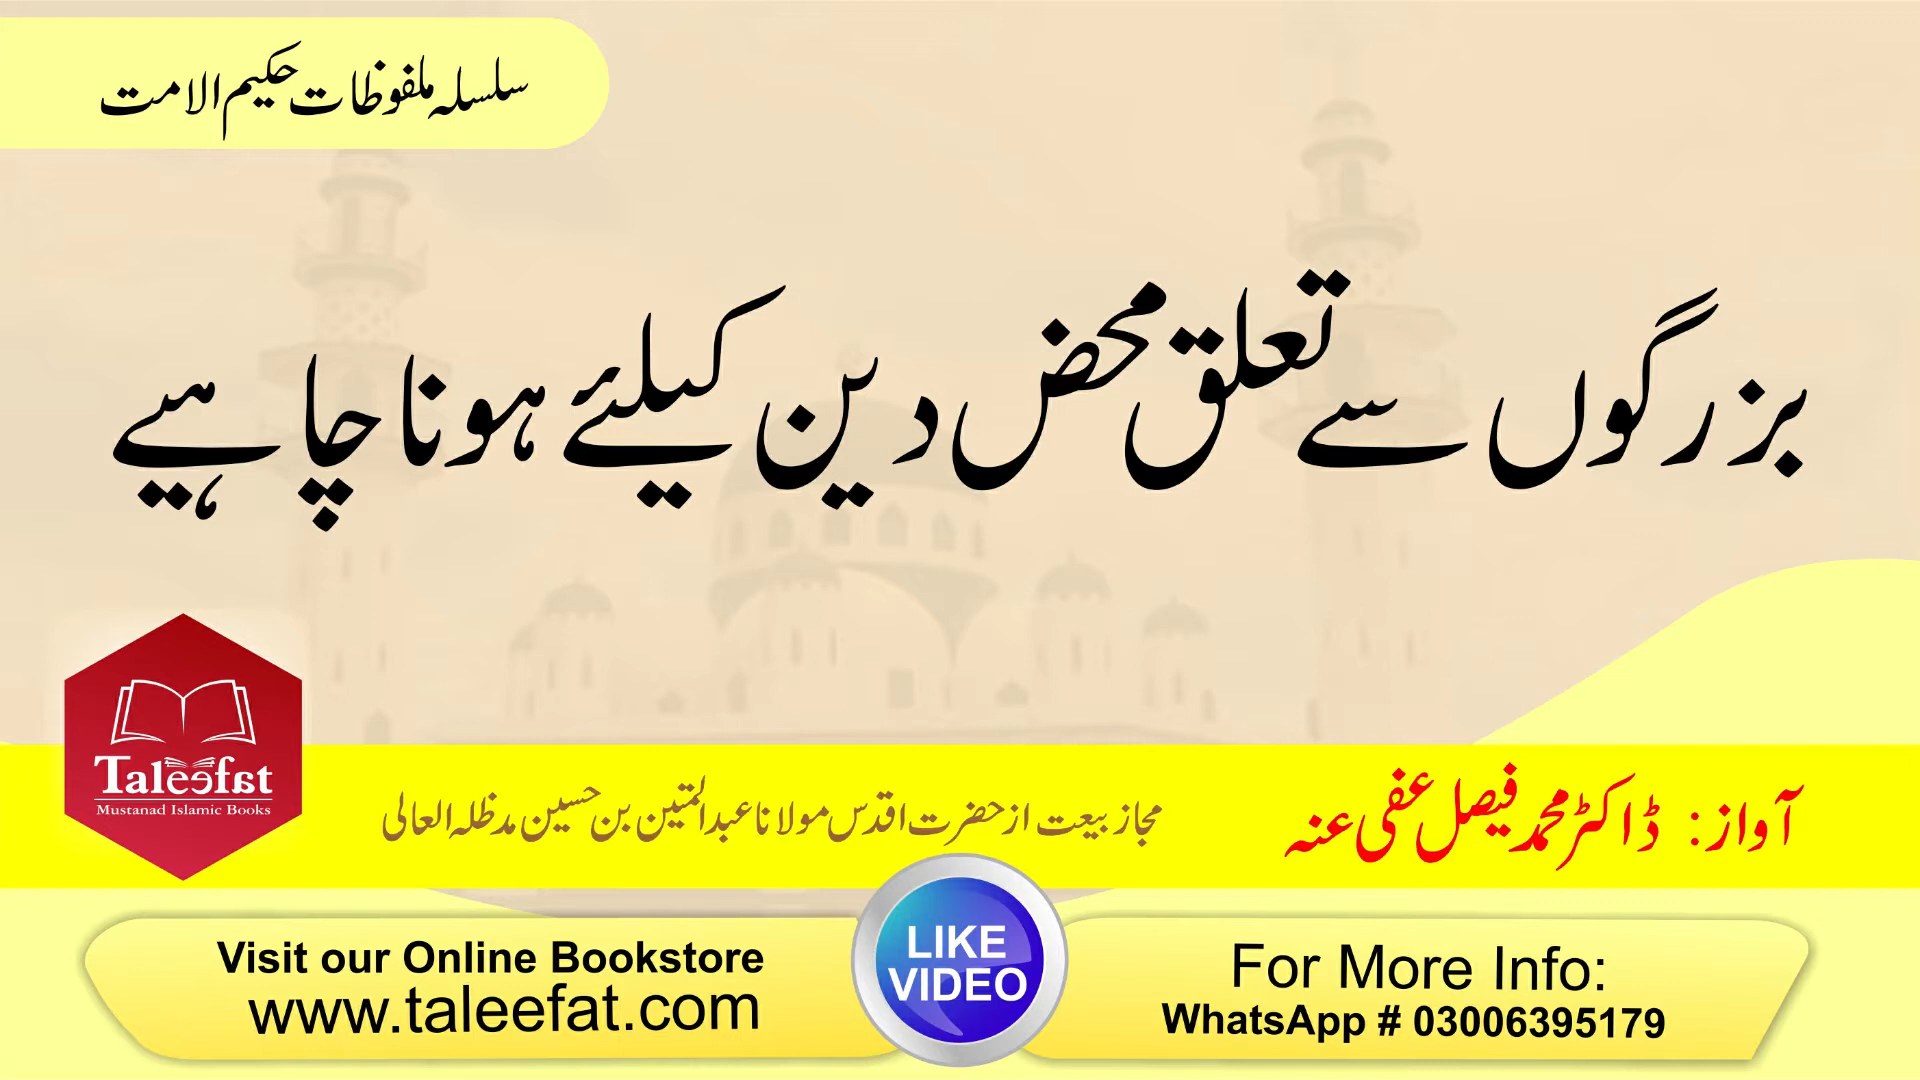 سلسلہ ملفوظات حکیم الامت
بزرگوں سے تعلق محض دین کیلئے ہونا چاہیے
Taleefat
Mustanad Islamic Books
آواز: ڈاکٹر محمد فیصل عفی عنہ
مجاز بیعت از حضرت اقدس مولانا عبدالمتین بن حسین مدظلہ العالی
Visit our Online Bookstore
www.taleefat.com
LIKE
VIDEO
For More Info:
WhatsApp # 03006395179